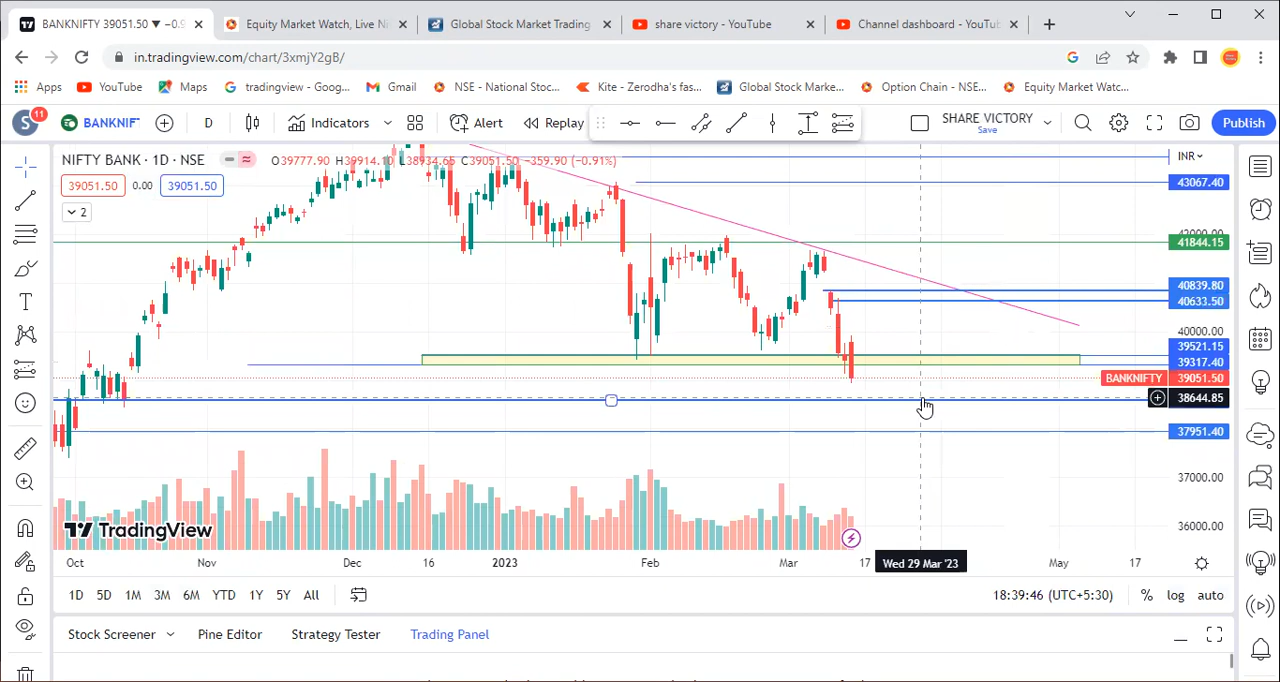 BANKNIFTY 39051.50 ▼ −0.9
Equity Market Watch, Live Ni
Global Stock Market Trading
share victory - YouTube
Channel dashboard - YouTu
in.tradingview.com/chart/3xmjY2gB/
Apps YouTube Maps tradingview - Goog... Gmail NSE - National Stoc... Kite - Zerodha's fas... Global Stock Marke... Option Chain - NSE... Equity Market Watc...
S 11 BANKNIF D Indicators Alert Replay SHARE VICTORY Save Publish
NIFTY BANK · 1D · NSE O39777.90 H39914.10 L38934.65 C39051.50 −359.90 (−0.91%) INR
39051.50 0.00 39051.50
2
43067.40
42000.00
41844.15
40839.80
40633.50
40000.00
39521.15
39317.40
BANKNIFTY 39051.50
38644.85
37951.40
37000.00
36000.00
TradingView
Oct Nov Dec 16 2023 Feb Mar 17 Wed 29 Mar '23 May 17
1D 5D 1M 3M 6M YTD 1Y 5Y All 18:39:46 (UTC+5:30) % log auto
Stock Screener Pine Editor Strategy Tester Trading Panel